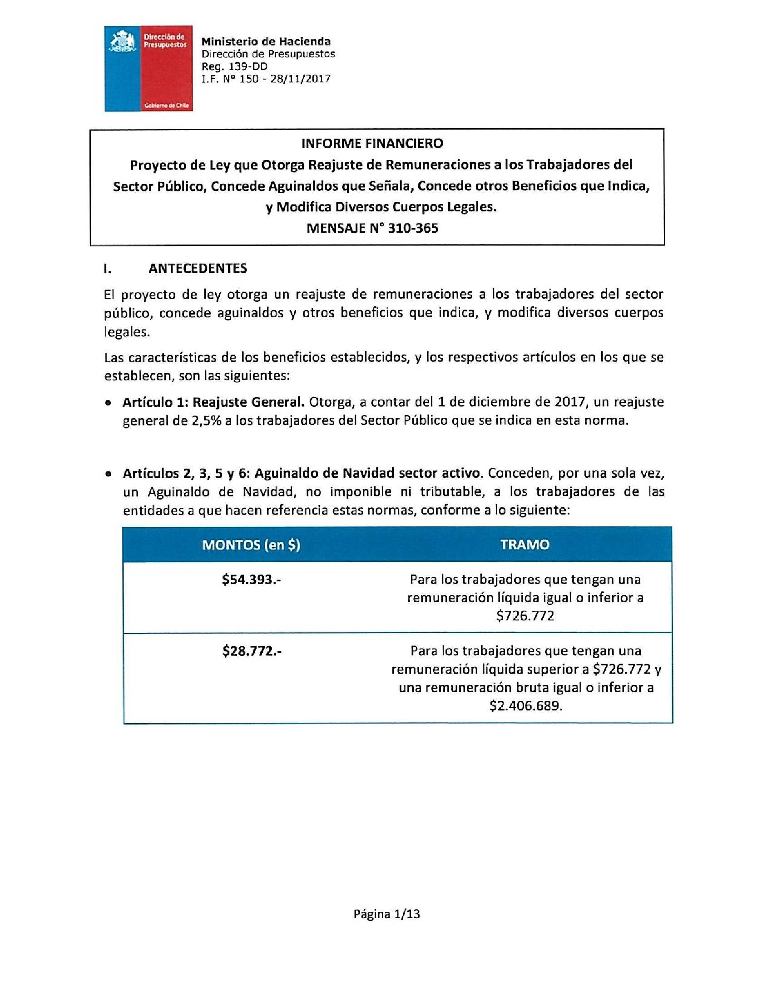 Dirección de
Presupuestos
Gobierno de Chile
Ministerio de Hacienda
Dirección de Presupuestos
Reg. 139-DD
I.F. Nº 150 - 28/11/2017
INFORME FINANCIERO
Proyecto de Ley que Otorga Reajuste de Remuneraciones a los Trabajadores del
Sector Público, Concede Aguinaldos que Señala, Concede otros Beneficios que Indica,
y Modifica Diversos Cuerpos Legales.
MENSAJE N° 310-365
I. ANTECEDENTES
El proyecto de ley otorga un reajuste de remuneraciones a los trabajadores del sector
público, concede aguinaldos y otros beneficios que indica, y modifica diversos cuerpos
legales.
Las características de los beneficios establecidos, y los respectivos artículos en los que se
establecen, son las siguientes:
• Artículo 1: Reajuste General. Otorga, a contar del 1 de diciembre de 2017, un reajuste
general de 2,5% a los trabajadores del Sector Público que se indica en esta norma.
• Artículos 2, 3, 5 y 6: Aguinaldo de Navidad sector activo. Conceden, por una sola vez,
un Aguinaldo de Navidad, no imponible ni tributable, a los trabajadores de las
entidades a que hacen referencia estas normas, conforme a lo siguiente:
MONTOS (en $) TRAMO
$54.393.- Para los trabajadores que tengan una
remuneración líquida igual o inferior a
$726.772
$28.772.- Para los trabajadores que tengan una
remuneración líquida superior a $726.772 y
una remuneración bruta igual o inferior a
$2.406.689.
Página 1/13